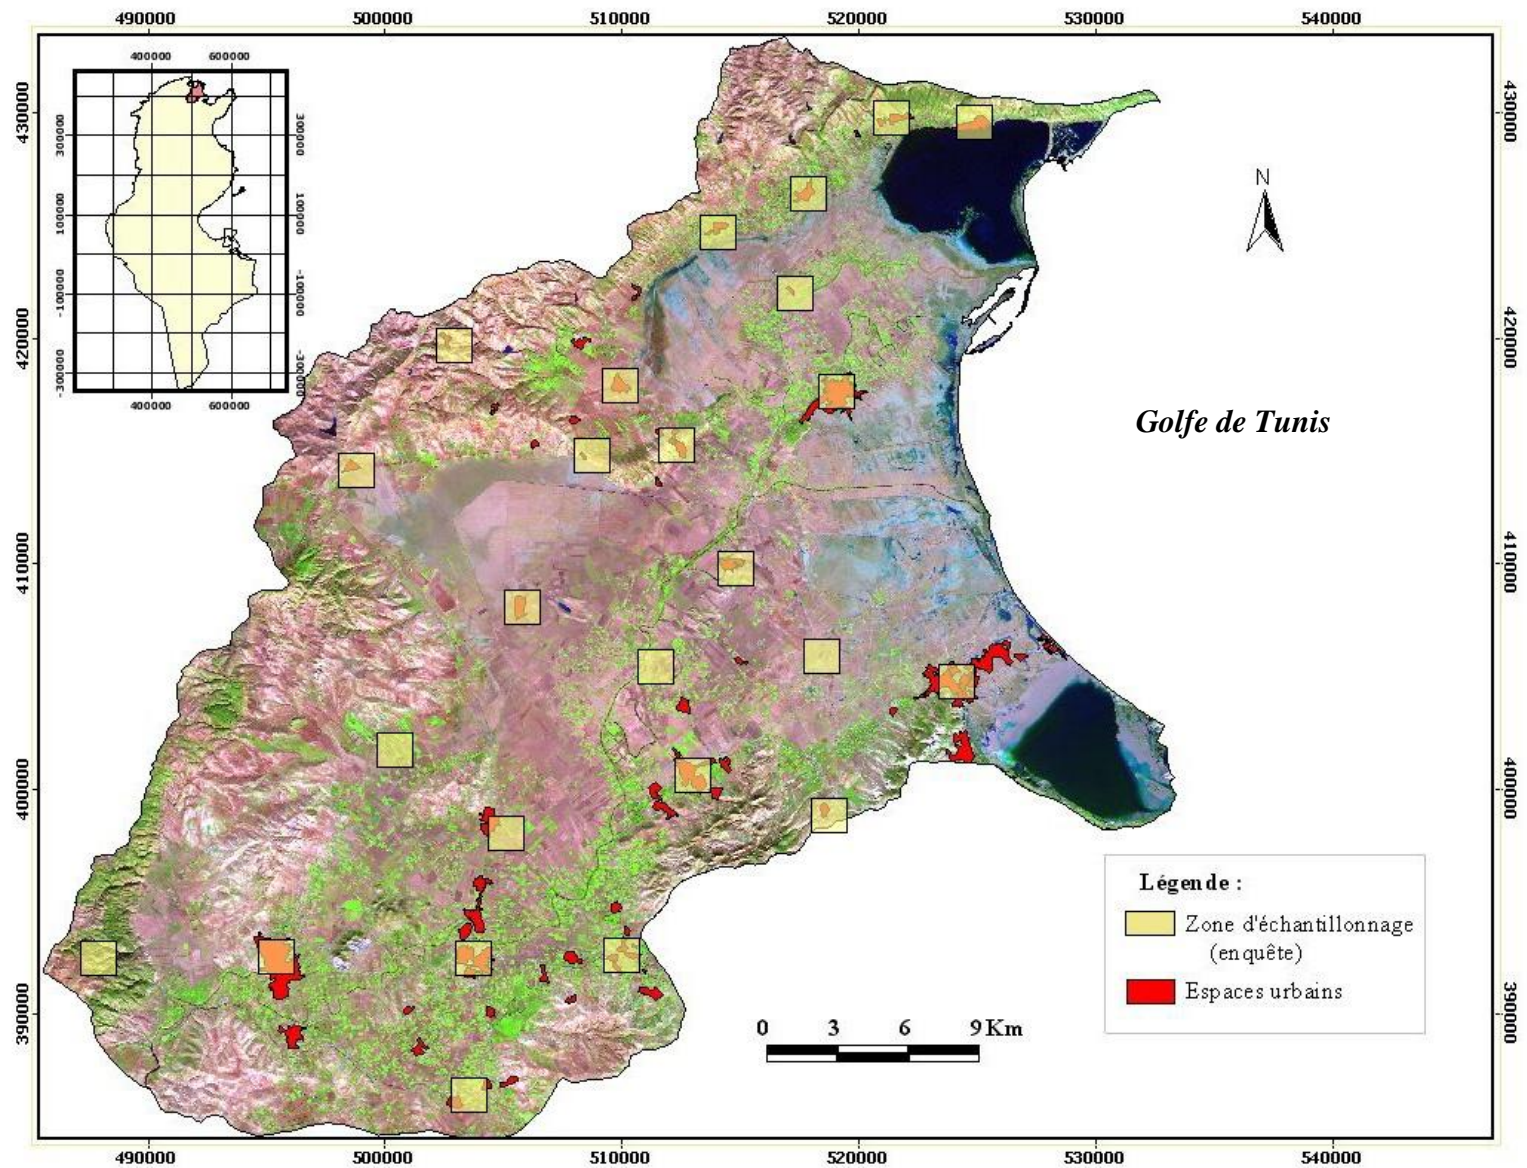 490000 500000 510000 520000 530000 540000
400000 600000
430000
430000
300000
300000
100000
100000
-100000
-100000
-300000
-300000
400000 600000
N
420000
420000
Golfe de Tunis
410000
410000
400000
400000
Légende :
Zone d'échantillonnage
(enquête)
Espaces urbains
390000
390000
0 3 6 9 Km
490000 500000 510000 520000 530000 540000